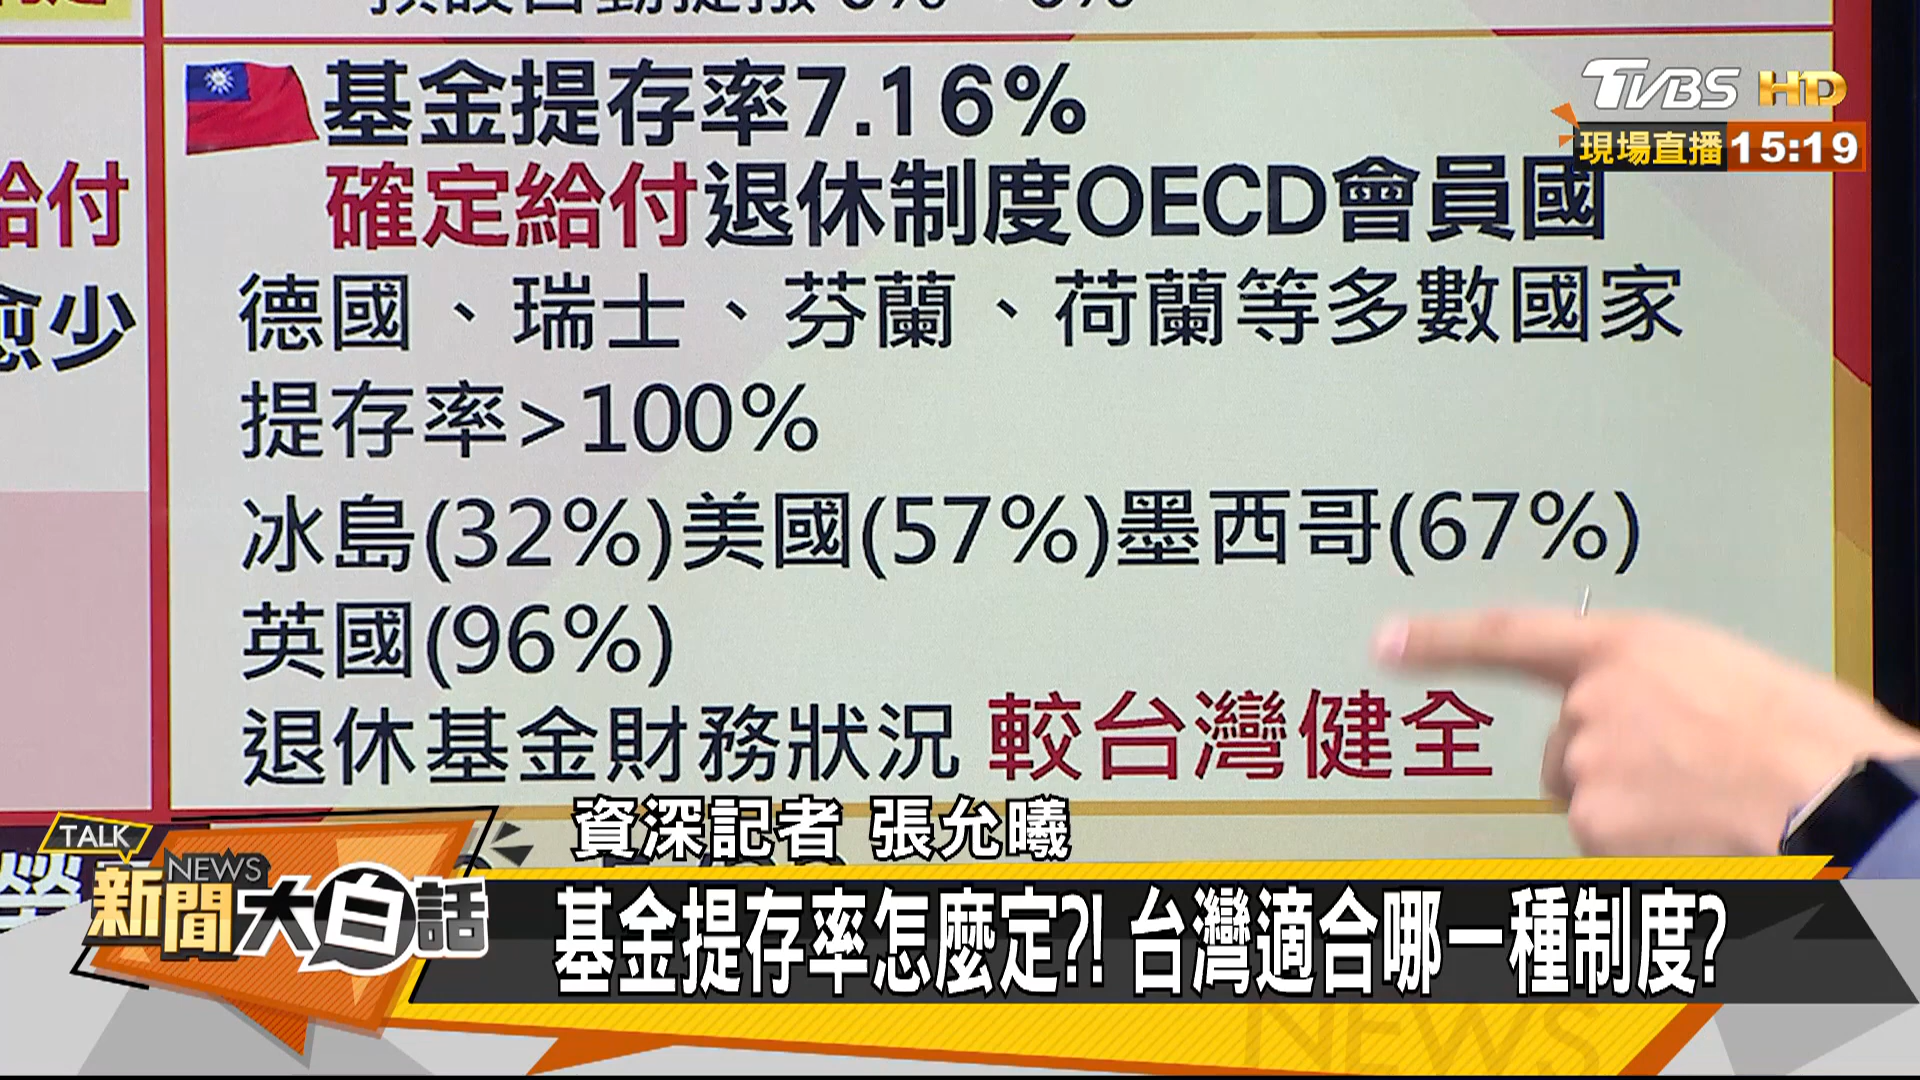 基金提存率7.16%
確定給付退休制度OECD會員國
德國、瑞士、芬蘭、荷蘭等多數國家
提存率>100%
冰島(32%)美國(57%)墨西哥(67%)
英國(96%)
退休基金財務狀況 較台灣健全
給付
愈少
TVBS HD
現場直播 15:19
資深記者 張允曦
TALK
NEWS
新聞大白話
基金提存率怎麼定?! 台灣適合哪一種制度?
NEWS